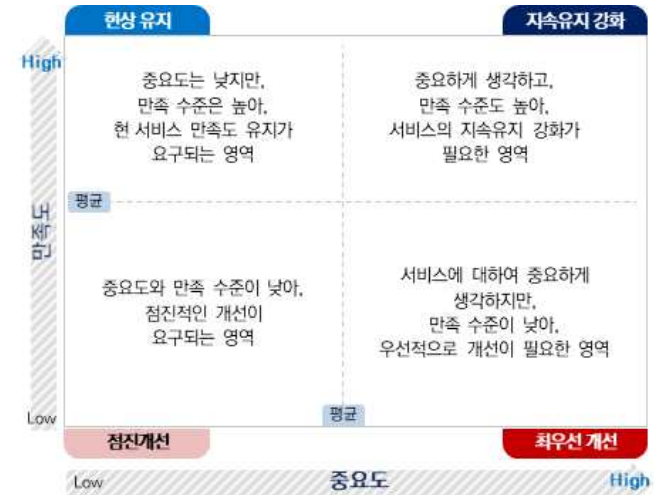 현상 유지
지속유지 강화
High
중요도는 낮지만,
만족 수준은 높아,
현 서비스 만족도 유지가
요구되는 영역
중요하게 생각하고,
만족 수준도 높아,
서비스의 지속유지 강화가
필요한 영역
평균
만족도
중요도와 만족 수준이 낮아,
점진적인 개선이
요구되는 영역
서비스에 대하여 중요하게
생각하지만,
만족 수준이 낮아,
우선적으로 개선이 필요한 영역
Low
평균
점진개선
최우선 개선
Low
중요도
High